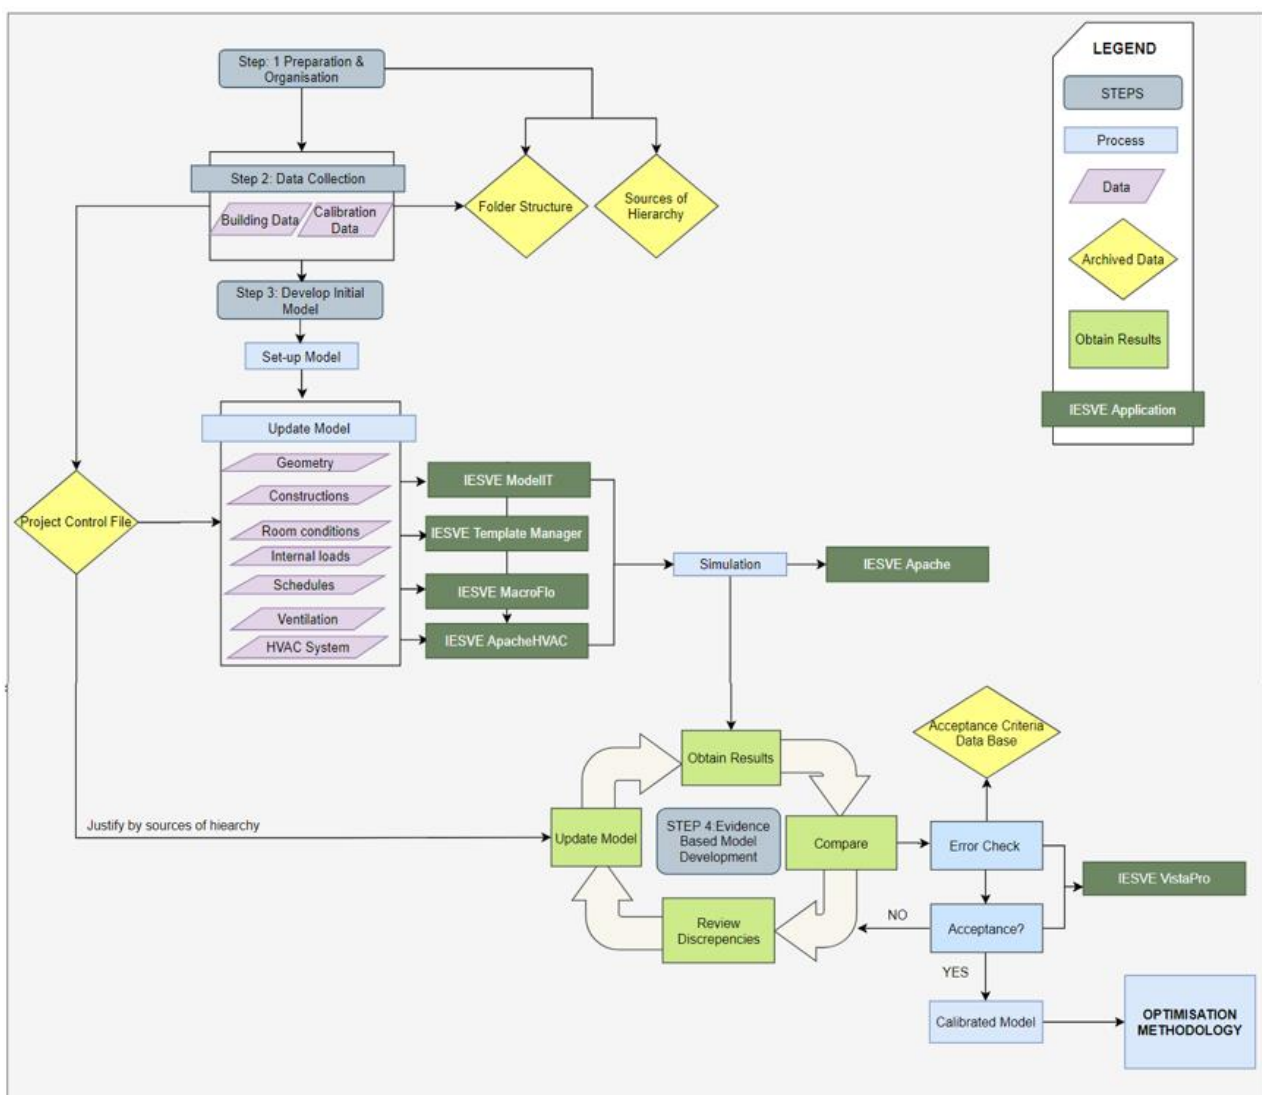 Step: 1 Preparation &
Organisation
Step 2: Data Collection
Building Data
Calibration
Data
Folder Structure
Sources of
Hierarchy
Step 3: Develop Initial
Model
Set-up Model
Update Model
Geometry
Constructions
Room conditions
Internal loads
Schedules
Ventilation
HVAC System
Project Control File
IESVE ModelIT
IESVE Template Manager
IESVE MacroFlo
IESVE ApacheHVAC
Simulation
IESVE Apache
LEGEND
STEPS
Process
Data
Archived Data
Obtain Results
IESVE Application
Justify by sources of hiearchy
Obtain Results
Update Model
STEP 4:Evidence
Based Model
Development
Compare
Review
Discrepencies
Acceptance Criteria
Data Base
Error Check
IESVE VistaPro
NO
Acceptance?
YES
Calibrated Model
OPTIMISATION
METHODOLOGY